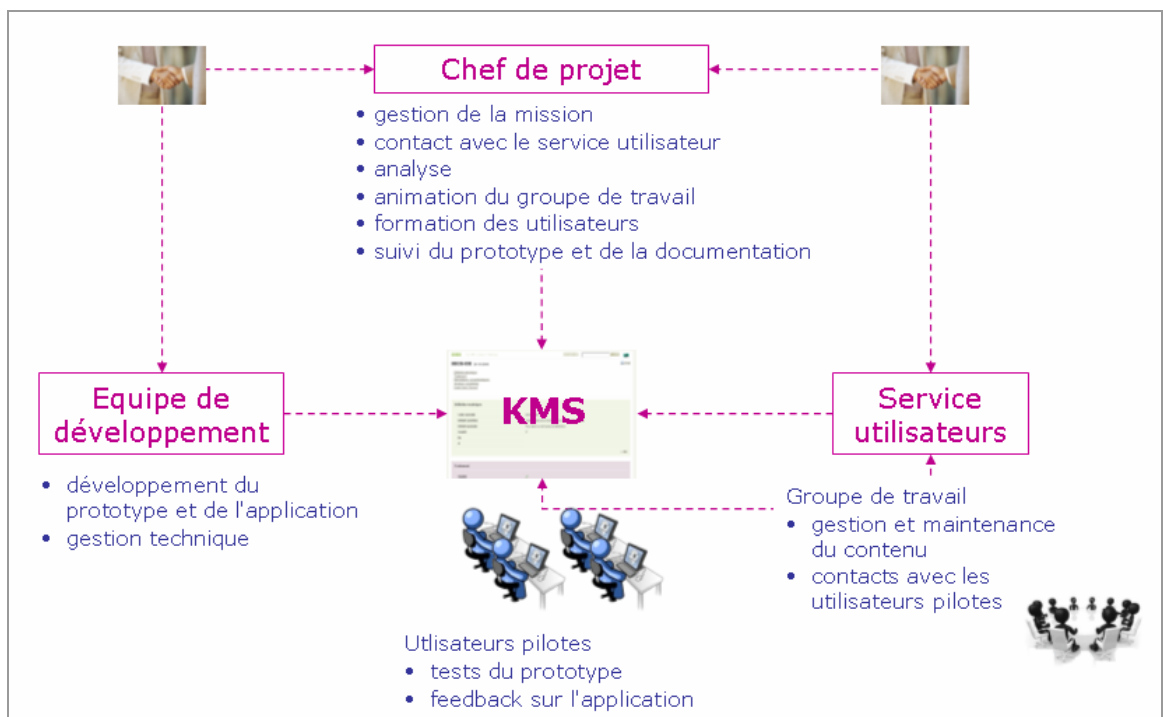 Chef de projet
• gestion de la mission
• contact avec le service utilisateur
• analyse
• animation du groupe de travail
• formation des utilisateurs
• suivi du prototype et de la documentation
Equipe de
développement
• développement du
prototype et de l'application
• gestion technique
KMS
Service
utilisateurs
Groupe de travail
• gestion et maintenance
du contenu
• contacts avec les
utilisateurs pilotes
Utlisateurs pilotes
• tests du prototype
• feedback sur l'application